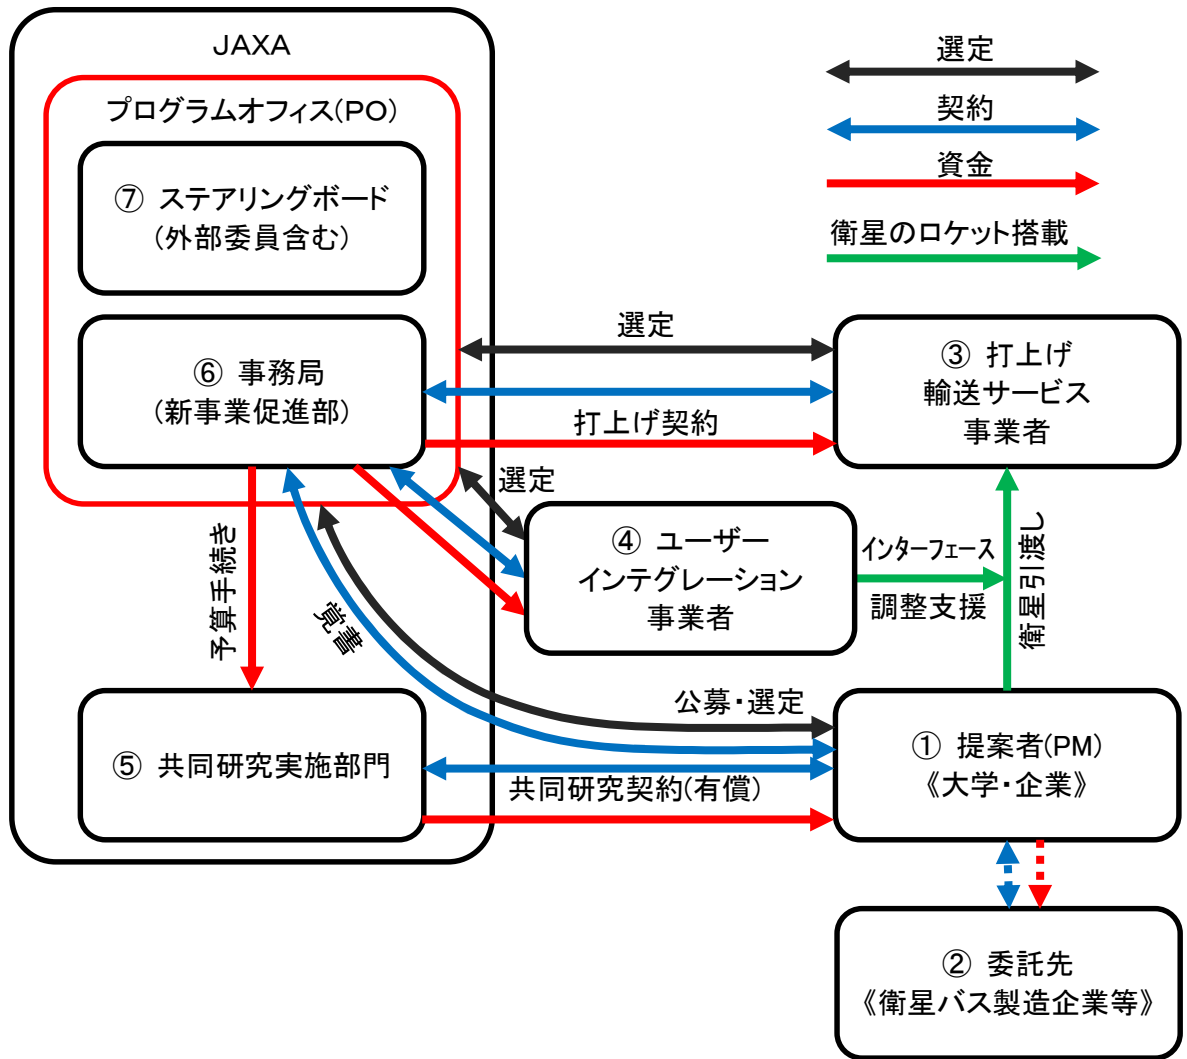 JAXA
プログラムオフィス(PO)
⑦ ステアリングボード
(外部委員含む)
⑥ 事務局
(新事業促進部)
選定
契約
資金
衛星のロケット搭載
選定
打上げ契約
③ 打上げ
輸送サービス
事業者
選定
④ ユーザー
インテグレーション
事業者
インターフェース
調整支援
衛星引渡し
予算手続き
覚書
公募・選定
⑤ 共同研究実施部門
共同研究契約(有償)
① 提案者(PM)
《大学・企業》
② 委託先
《衛星バス製造企業等》